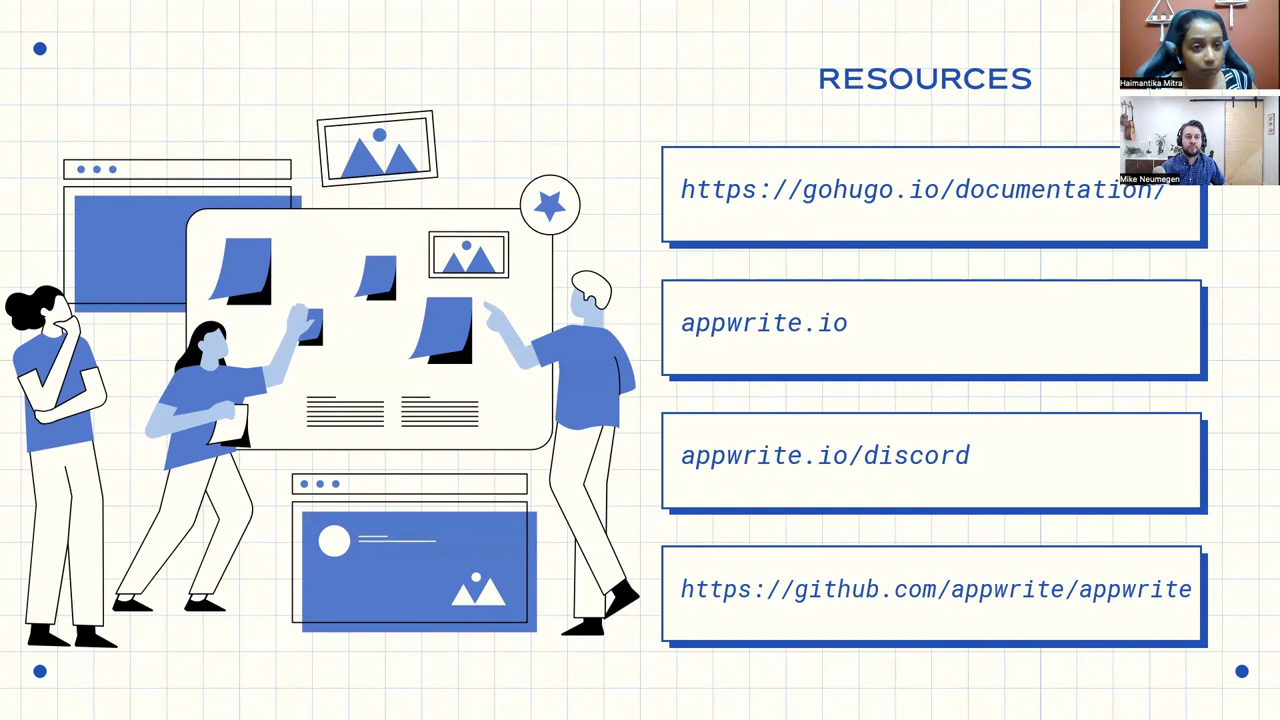 RESOURCES
Haimantika Mitra
Mike Neumegen
https://gohugo.io/documentation/
appwrite.io
appwrite.io/discord
https://github.com/appwrite/appwrite